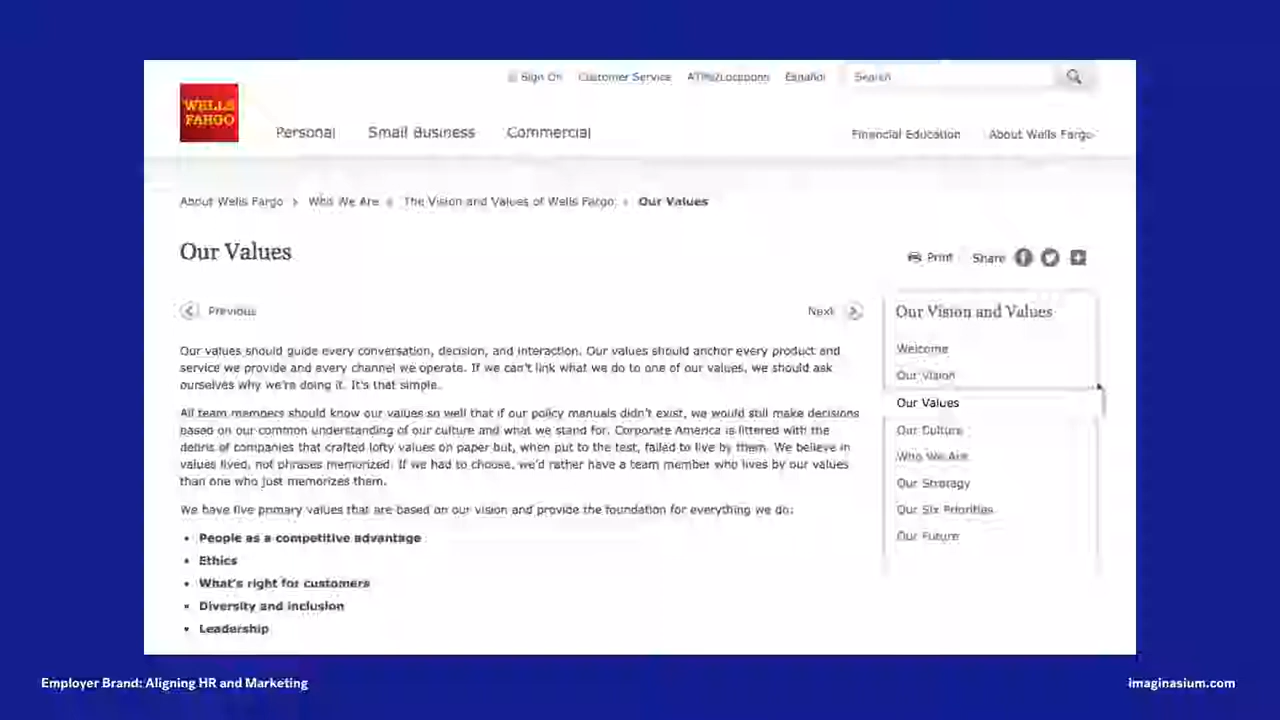 Sign On Customer Service ATMs/Locations Español Search
WELLS
FARGO
Personal Small Business Commercial
Financial Education About Wells Fargo
About Wells Fargo Who We Are The Vision and Values of Wells Fargo Our Values
Our Values
Print Share
Previous Next
Our values should guide every conversation, decision, and interaction. Our values should anchor every product and
service we provide and every channel we operate. If we can't link what we do to one of our values, we should ask
ourselves why we're doing it. It's that simple.
All team members should know our values so well that if our policy manuals didn't exist, we would still make decisions
based on our common understanding of our culture and what we stand for. Corporate America is littered with the
debris of companies that crafted lofty values on paper but, when put to the test, failed to live by them. We believe in
values lived, not phrases memorized. If we had to choose, we'd rather have a team member who lives by our values
than one who just memorizes them.
We have five primary values that are based on our vision and provide the foundation for everything we do:
• People as a competitive advantage
• Ethics
• What's right for customers
• Diversity and inclusion
• Leadership
Our Vision and Values
Welcome
Our Vision
Our Values
Our Culture
Who We Are
Our Strategy
Our Six Priorities
Our Future
Employer Brand: Aligning HR and Marketing
imaginasium.com